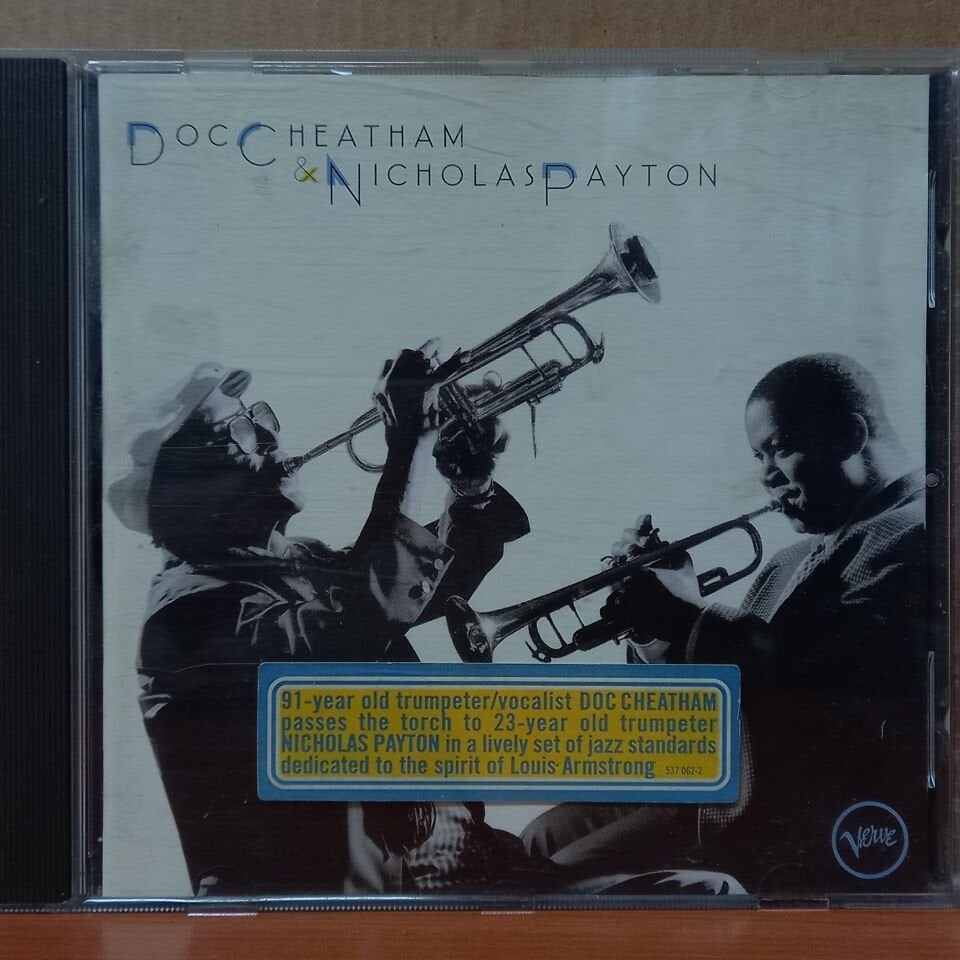 DOC CHEATHAM
& NICHOLAS PAYTON
91-year old trumpeter/vocalist DOC CHEATHAM
passes the torch to 23-year old trumpeter
NICHOLAS PAYTON in a lively set of jazz standards
dedicated to the spirit of Louis Armstrong 537 062-2
Verve